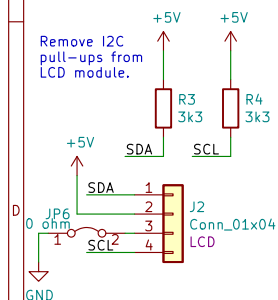 +5V
+5V
Remove I2C
pull-ups from
LCD module.
R3
3k3
R4
3k3
SDA
SCL
+5V
SDA
1
J2
2
Conn_01x04
3
LCD
SCL
4
D
JP6
0 ohm
1
2
GND